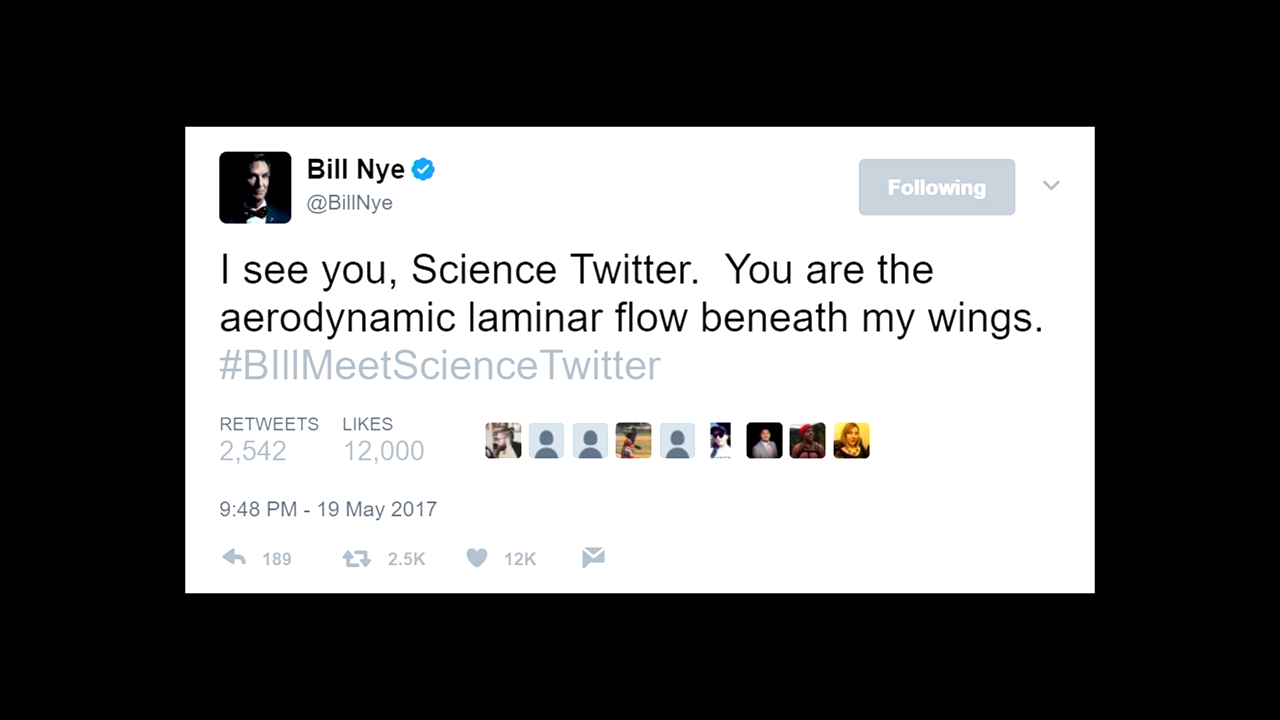 Bill Nye
@BillNye
Following
I see you, Science Twitter.  You are the
aerodynamic laminar flow beneath my wings.
#BIllMeetScienceTwitter
RETWEETS LIKES
2,542 12,000
9:48 PM - 19 May 2017
189 2.5K 12K